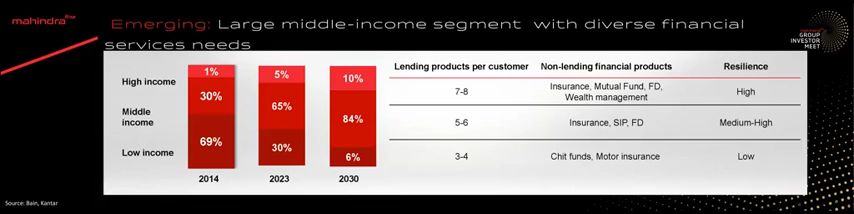 mahindra Rise
Emerging: Large middle-income segment with diverse financial
services needs
GROUP
INVESTOR
MEET
High income
Middle
income
Low income
1%
30%
69%
2014
5%
65%
30%
2023
10%
84%
6%
2030
Lending products per customer Non-lending financial products Resilience
7-8 Insurance, Mutual Fund, FD, High
Wealth management
5-6 Insurance, SIP, FD Medium-High
3-4 Chit funds, Motor insurance Low
Source: Bain, Kantar